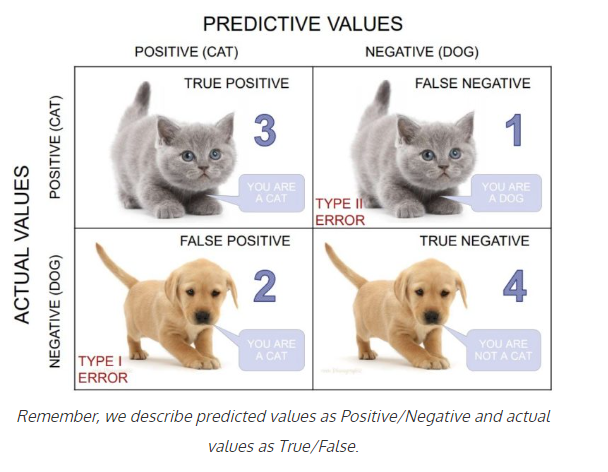 PREDICTIVE VALUES
POSITIVE (CAT)
NEGATIVE (DOG)
ACTUAL VALUES
POSITIVE (CAT)
TRUE POSITIVE
3
YOU ARE
A CAT
FALSE NEGATIVE
1
YOU ARE
A DOG
TYPE II
ERROR
NEGATIVE (DOG)
FALSE POSITIVE
2
YOU ARE
A CAT
TYPE I
ERROR
TRUE NEGATIVE
4
YOU ARE
NOT A CAT
Remember, we describe predicted values as Positive/Negative and actual
values as True/False.